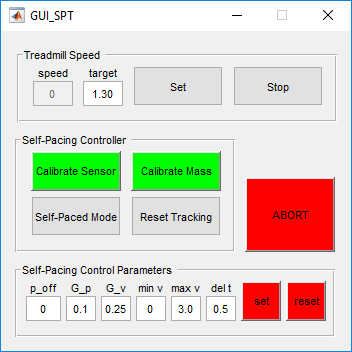 GUI_SPT
Treadmill Speed
speed target
0 1.30 Set Stop
Self-Pacing Controller
Calibrate Sensor Calibrate Mass
Self-Paced Mode Reset Tracking
ABORT
Self-Pacing Control Parameters
p_off G_p G_v min v max v del t
0 0.1 0.25 0 3.0 0.5 set reset